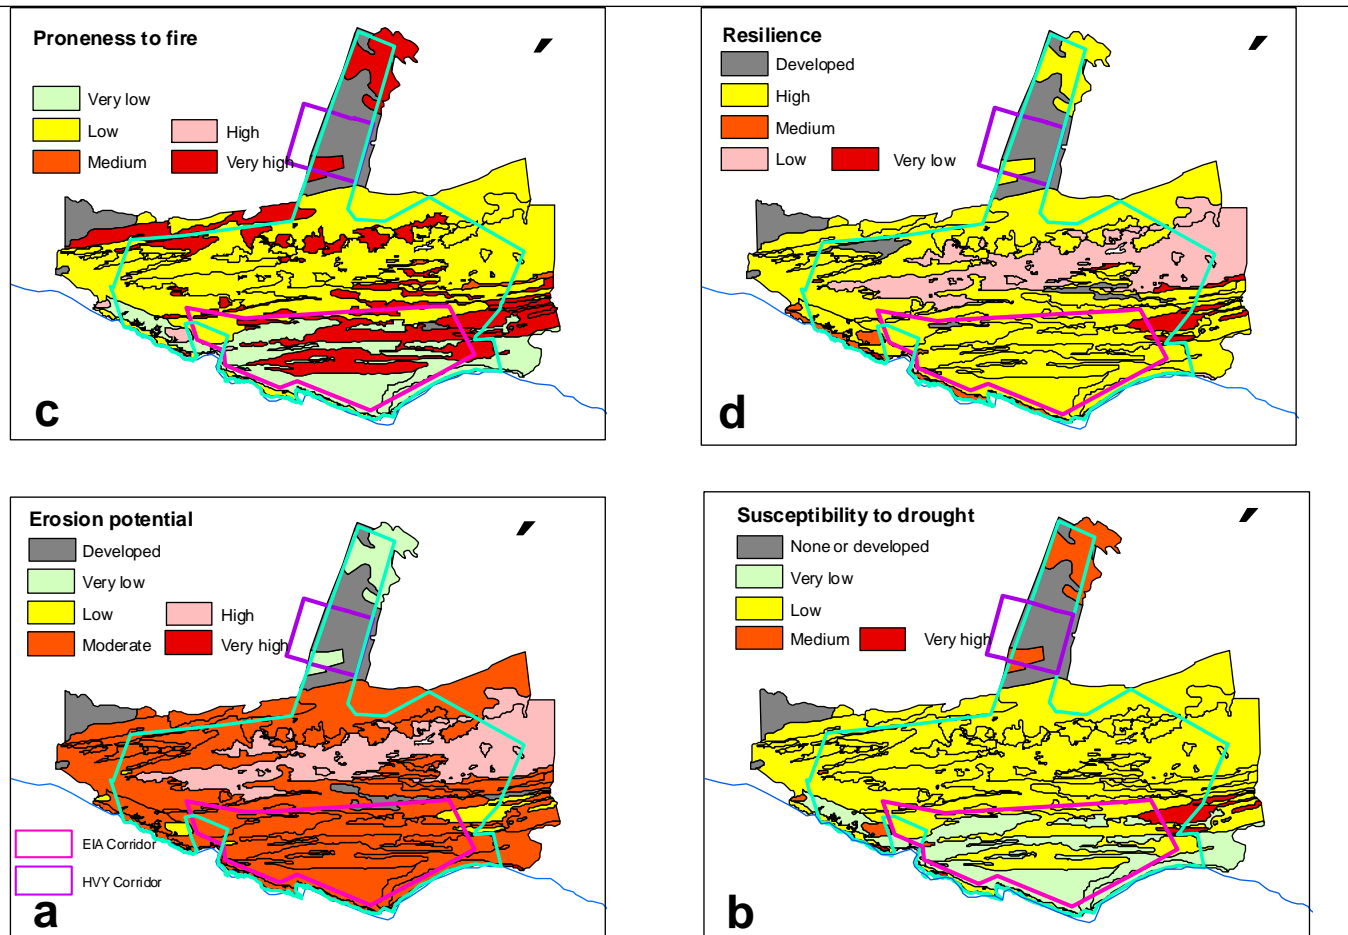 Proneness to fire
Very low
Low
High
Medium
Very high
c
Resilience
Developed
High
Medium
Low
Very low
d
Erosion potential
Developed
Very low
Low
High
Moderate
Very high
EIA Corridor
HVY Corridor
a
Susceptibility to drought
None or developed
Very low
Low
Medium
Very high
b